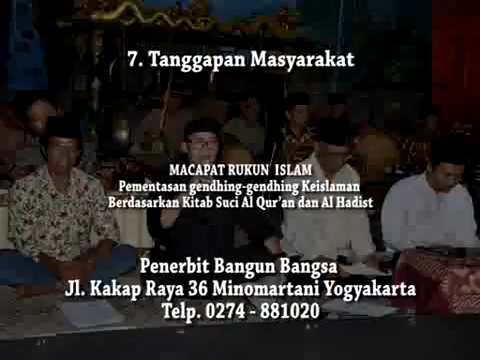 7. Tanggapan Masyarakat
MACAPAT RUKUN ISLAM
Pementasan gendhing-gendhing Keislaman
Berdasarkan Kitab Suci Al Qur'an dan Al Hadist
Penerbit Bangun Bangsa
Jl. Kakap Raya 36 Minomartani Yogyakarta
Telp. 0274 - 881020